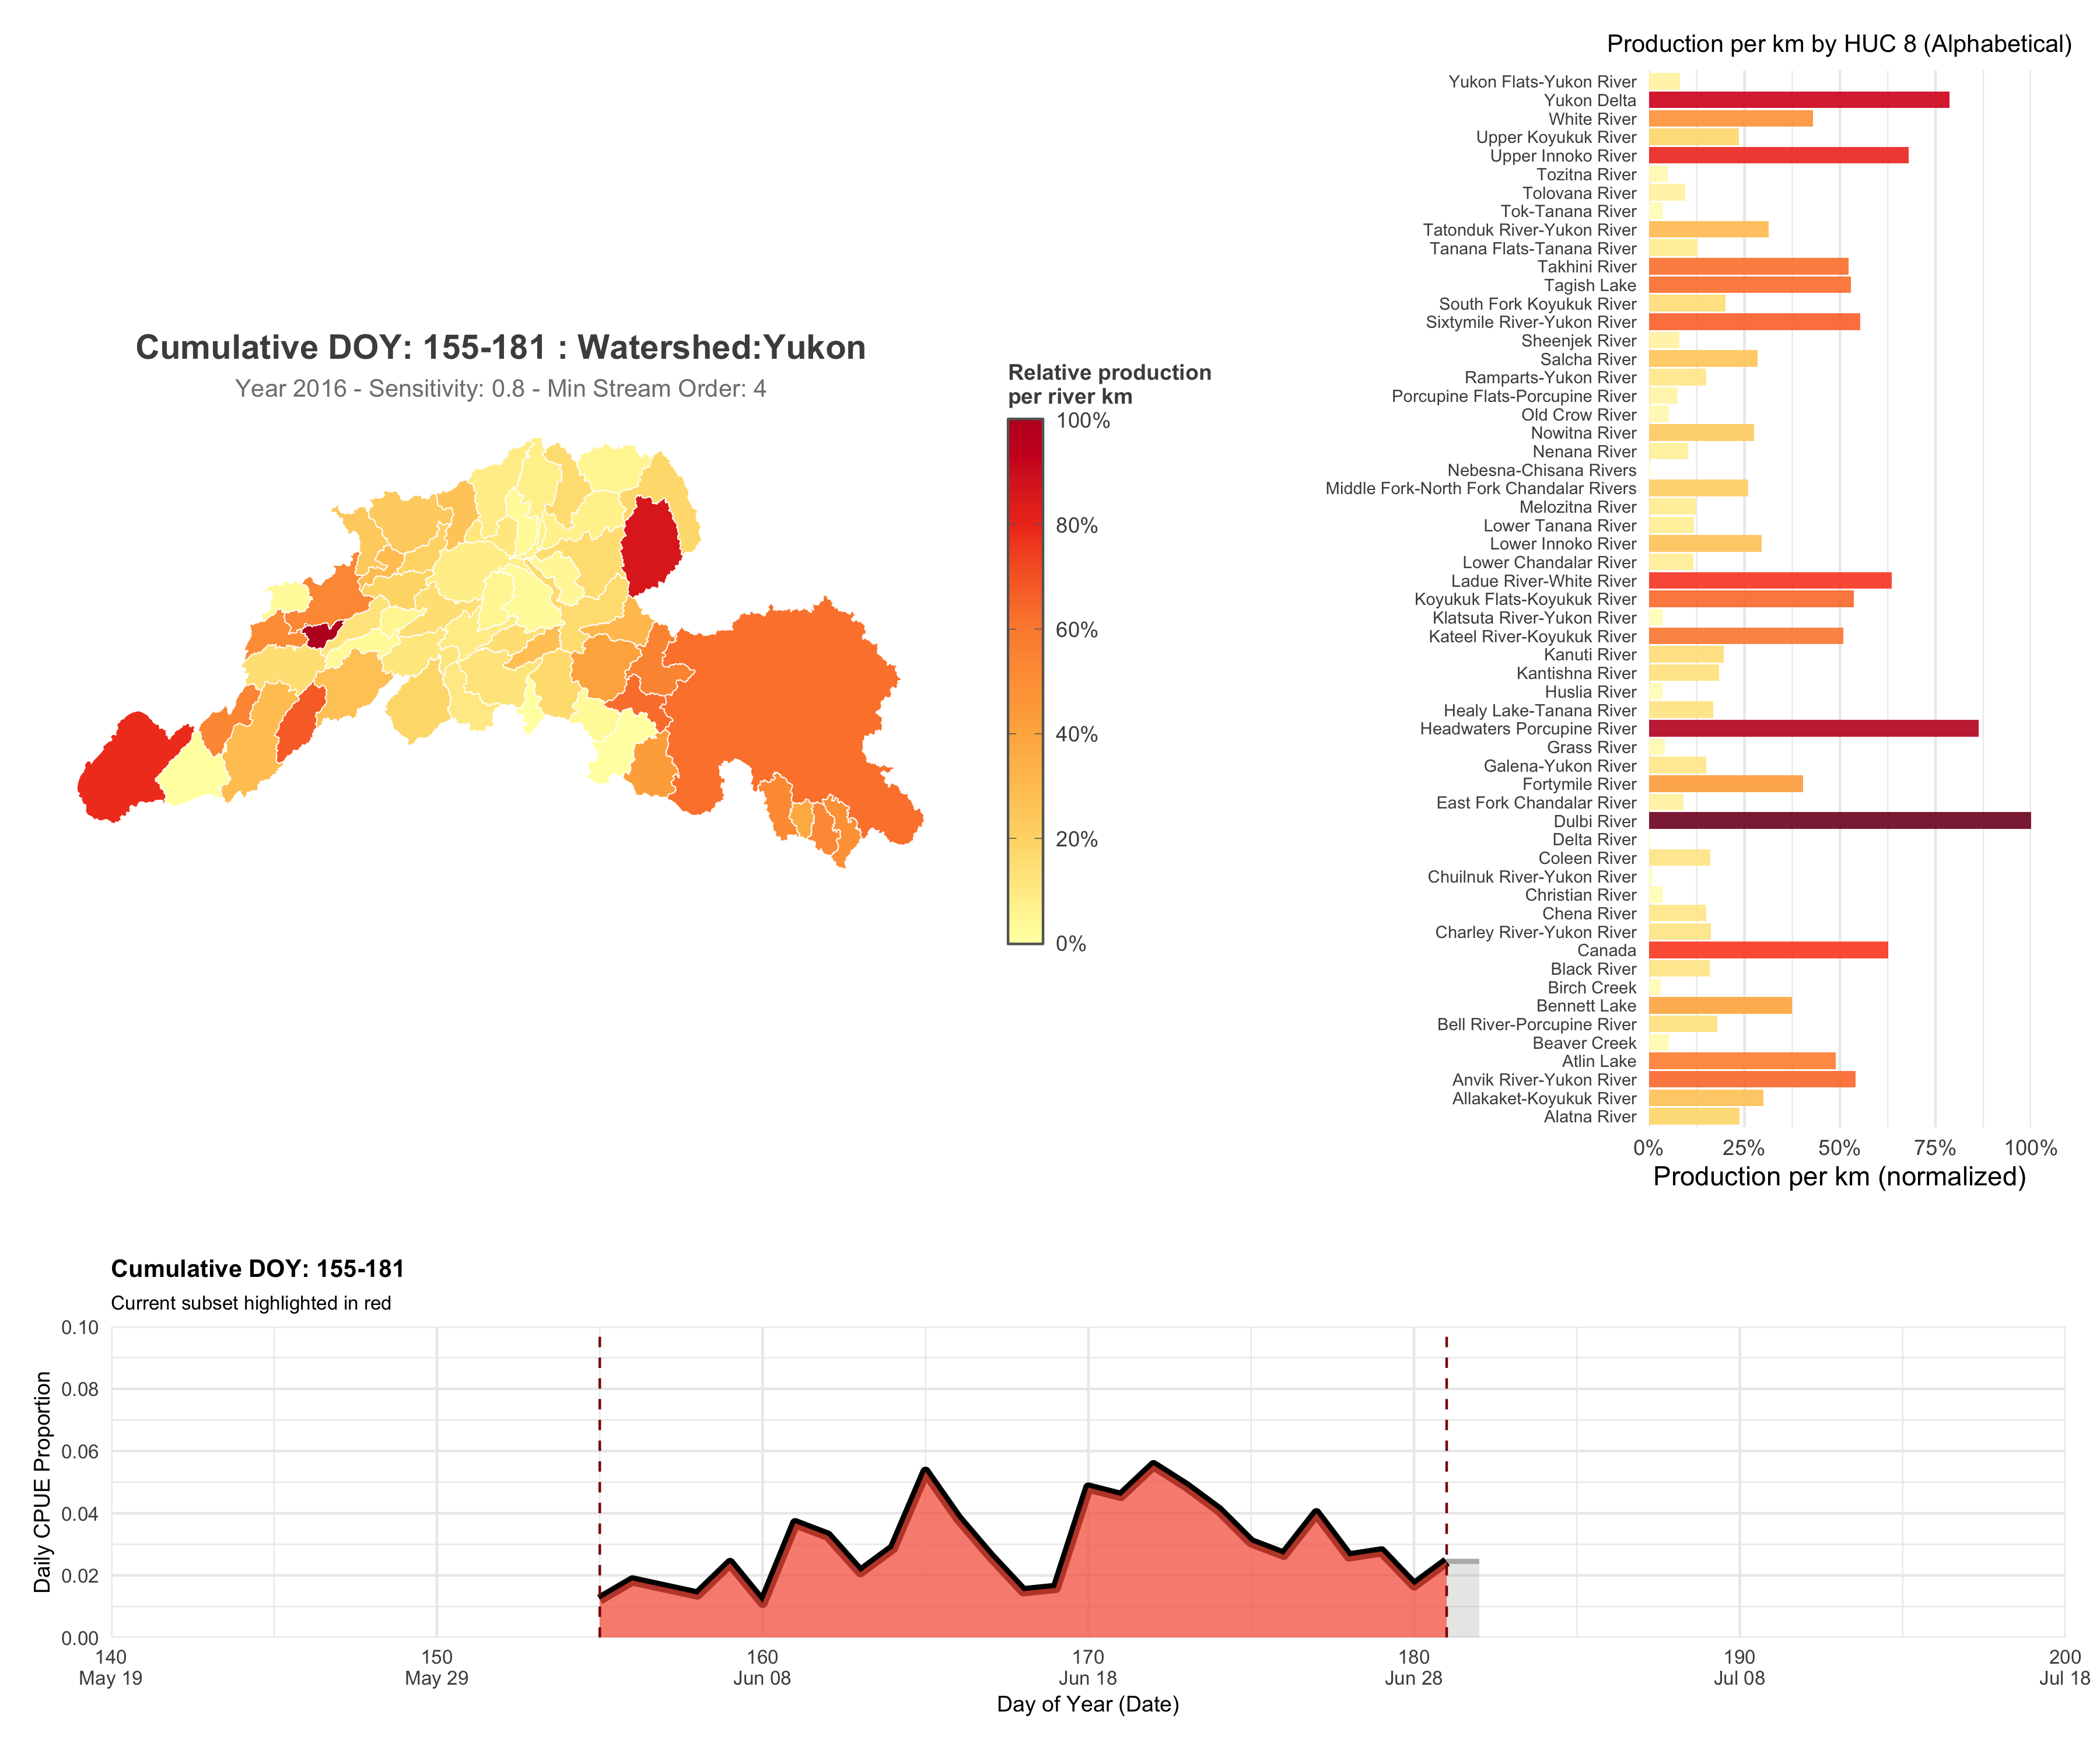 Cumulative DOY: 155-181 : Watershed:Yukon
Year 2016 - Sensitivity: 0.8 - Min Stream Order: 4
Relative production
per river km
100%
80%
60%
40%
20%
0%
Production per km by HUC 8 (Alphabetical)
Yukon Flats-Yukon River
Yukon Delta
White River
Upper Koyukuk River
Upper Innoko River
Tozitna River
Tolovana River
Tok-Tanana River
Tatonduk River-Yukon River
Tanana Flats-Tanana River
Takhini River
Tagish Lake
South Fork Koyukuk River
Sixtymile River-Yukon River
Sheenjek River
Salcha River
Ramparts-Yukon River
Porcupine Flats-Porcupine River
Old Crow River
Nowitna River
Nenana River
Nebesna-Chisana Rivers
Middle Fork-North Fork Chandalar Rivers
Melozitna River
Lower Tanana River
Lower Innoko River
Lower Chandalar River
Ladue River-White River
Koyukuk Flats-Koyukuk River
Klatsuta River-Yukon River
Kateel River-Koyukuk River
Kanuti River
Kantishna River
Huslia River
Healy Lake-Tanana River
Headwaters Porcupine River
Grass River
Galena-Yukon River
Fortymile River
East Fork Chandalar River
Dulbi River
Delta River
Coleen River
Chuilnuk River-Yukon River
Christian River
Chena River
Charley River-Yukon River
Canada
Black River
Birch Creek
Bennett Lake
Bell River-Porcupine River
Beaver Creek
Atlin Lake
Anvik River-Yukon River
Allakaket-Koyukuk River
Alatna River
0% 25% 50% 75% 100%
Production per km (normalized)
Cumulative DOY: 155-181
Current subset highlighted in red
Daily CPUE Proportion
0.10
0.08
0.06
0.04
0.02
0.00
140 150 160 170 180 190 200
May 19 May 29 Jun 08 Jun 18 Jun 28 Jul 08 Jul 18
Day of Year (Date)